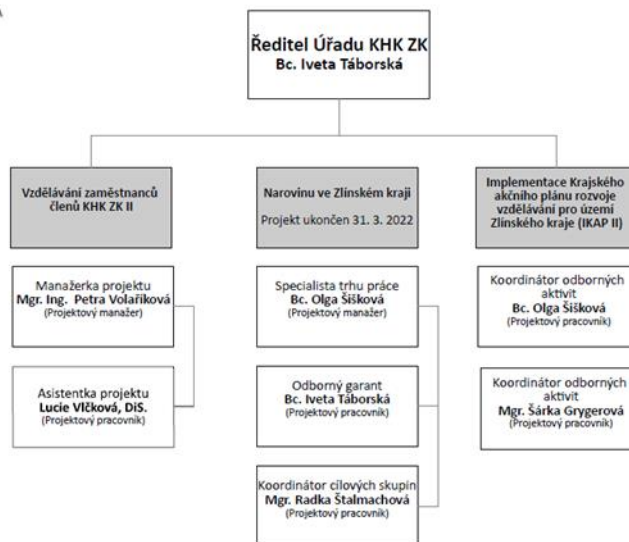 Ředitel Úřadu KHK ZK
Bc. Iveta Táborská
Vzdělávání zaměstnanců
členů KHK ZK II
Narovinu ve Zlínském kraji
Projekt ukončen 31. 3. 2022
Implementace Krajského
akčního plánu rozvoje
vzdělávání pro území
Zlínského kraje (IKAP II)
Manažerka projektu
Mgr. Ing. Petra Volaříková
(Projektový manažer)
Asistentka projektu
Lucie Vlčková, DiS.
(Projektový pracovník)
Specialista trhu práce
Bc. Olga Šišková
(Projektový manažer)
Odborný garant
Bc. Iveta Táborská
(Projektový pracovník)
Koordinátor cílových skupin
Mgr. Radka Štalmachová
(Projektový pracovník)
Koordinátor odborných
aktivit
Bc. Olga Šišková
(Projektový pracovník)
Koordinátor odborných
aktivit
Mgr. Šárka Grygerová
(Projektový pracovník)